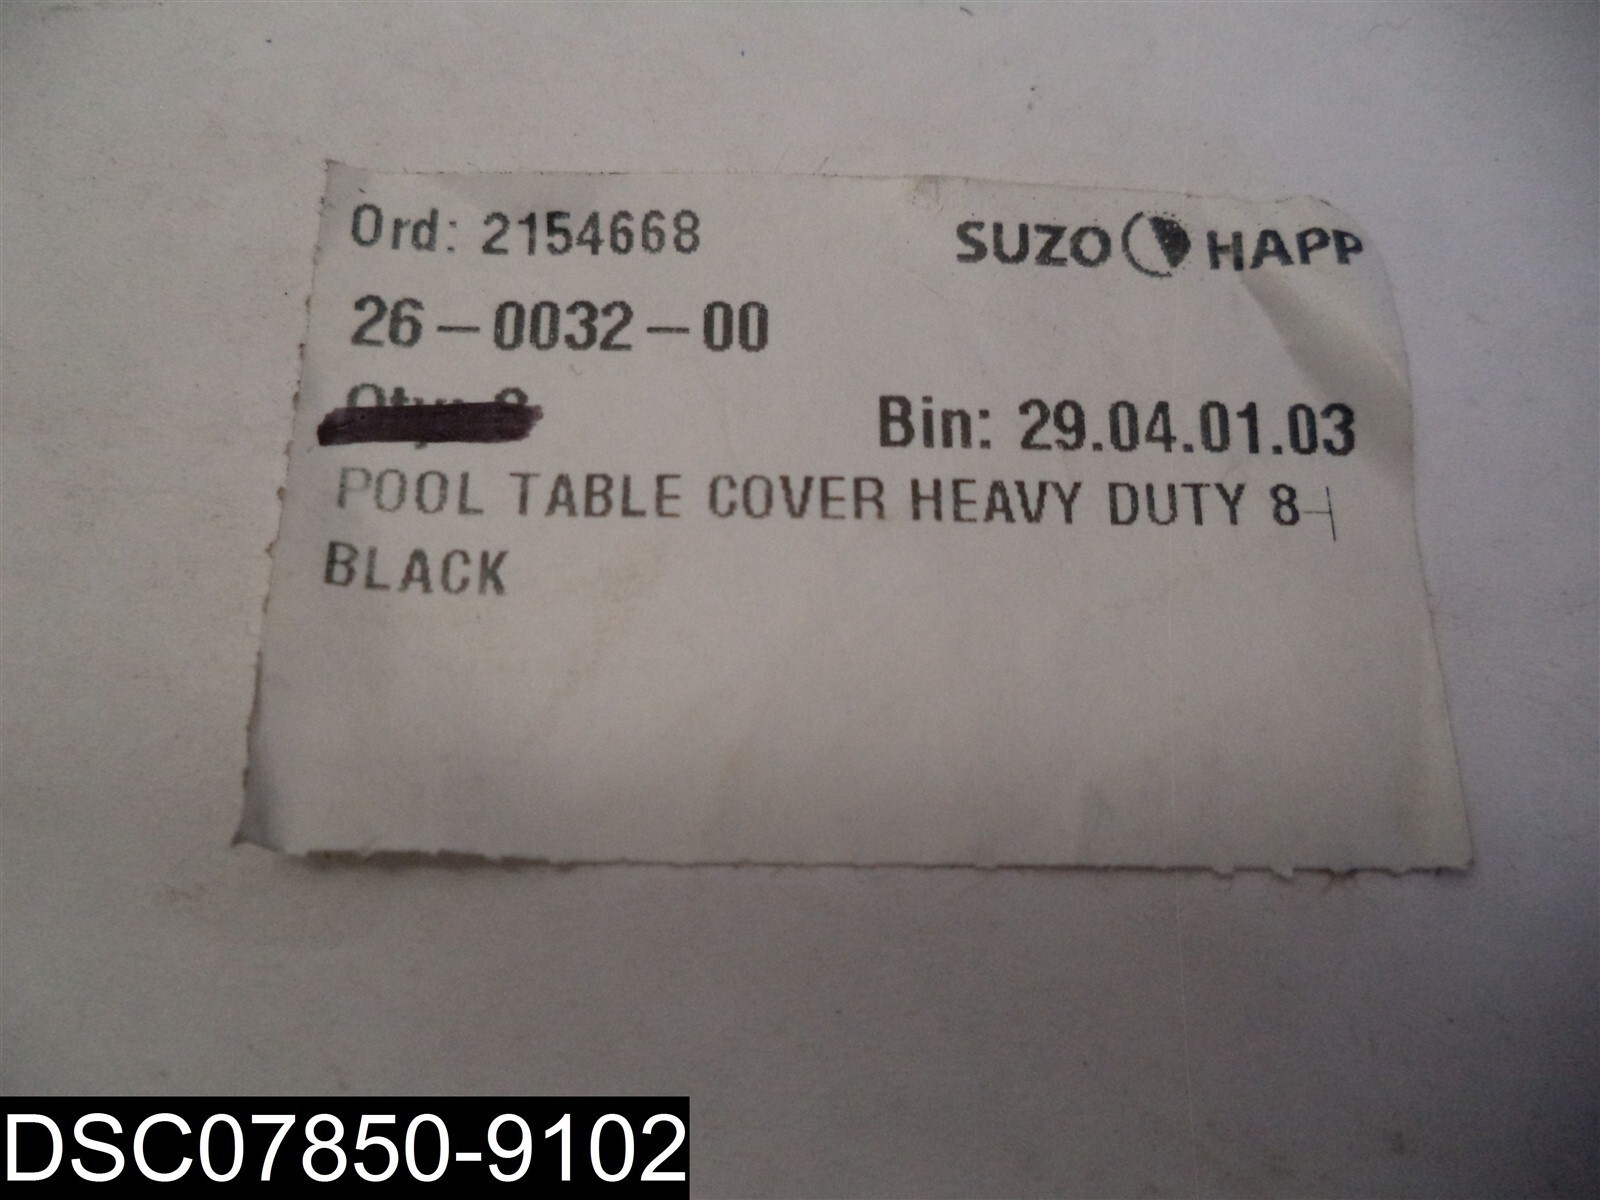 Ord: 2154668
SUZO HAPP
26-0032-00
Bin: 29.04.01.03
POOL TABLE COVER HEAVY DUTY 8-
BLACK
DSC07850-9102